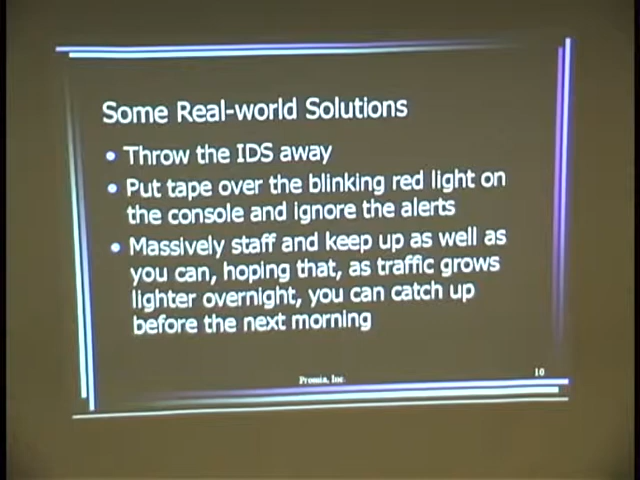 Some Real-world Solutions
• Throw the IDS away
• Put tape over the blinking red light on
the console and ignore the alerts
• Massively staff and keep up as well as
you can, hoping that, as traffic grows
lighter overnight, you can catch up
before the next morning
Promia, Inc.
10